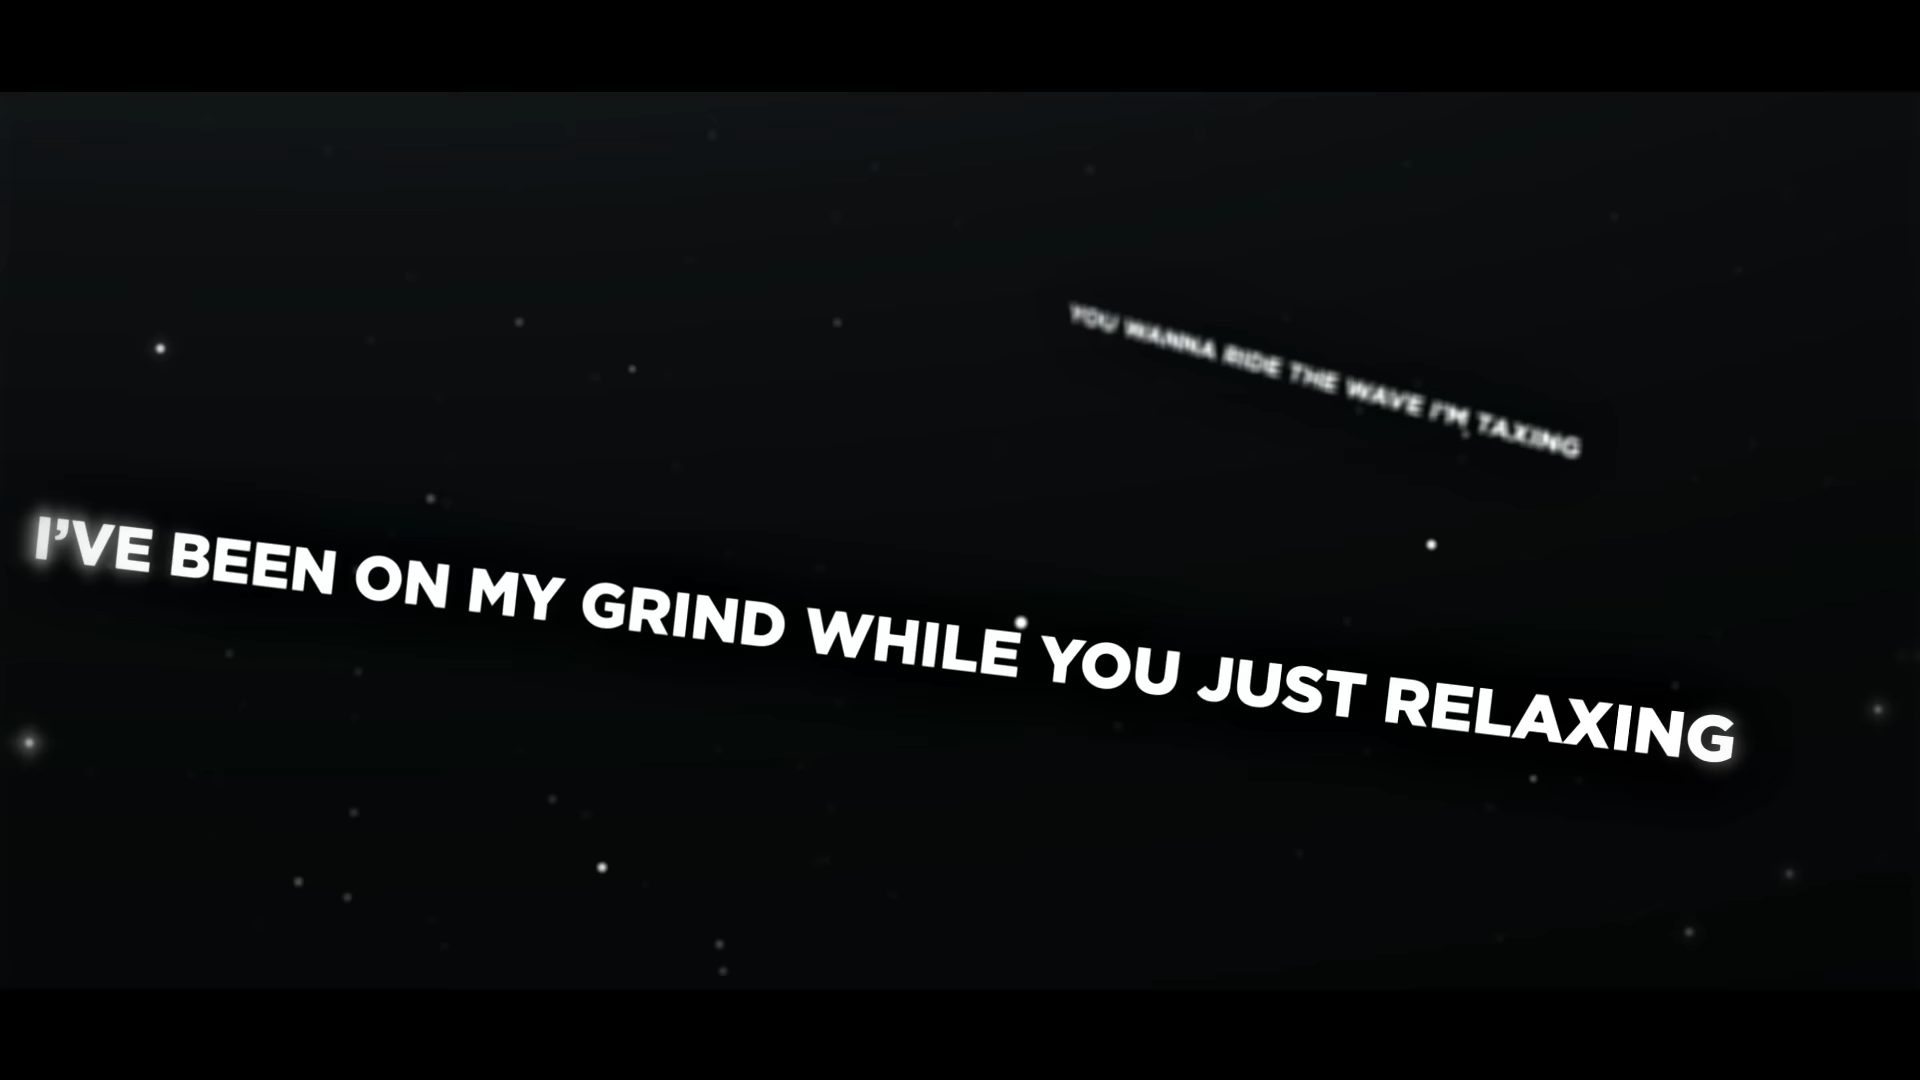 YOU WANNA RIDE THE WAVE I'M TAXING
I’VE BEEN ON MY GRIND WHILE YOU JUST RELAXING